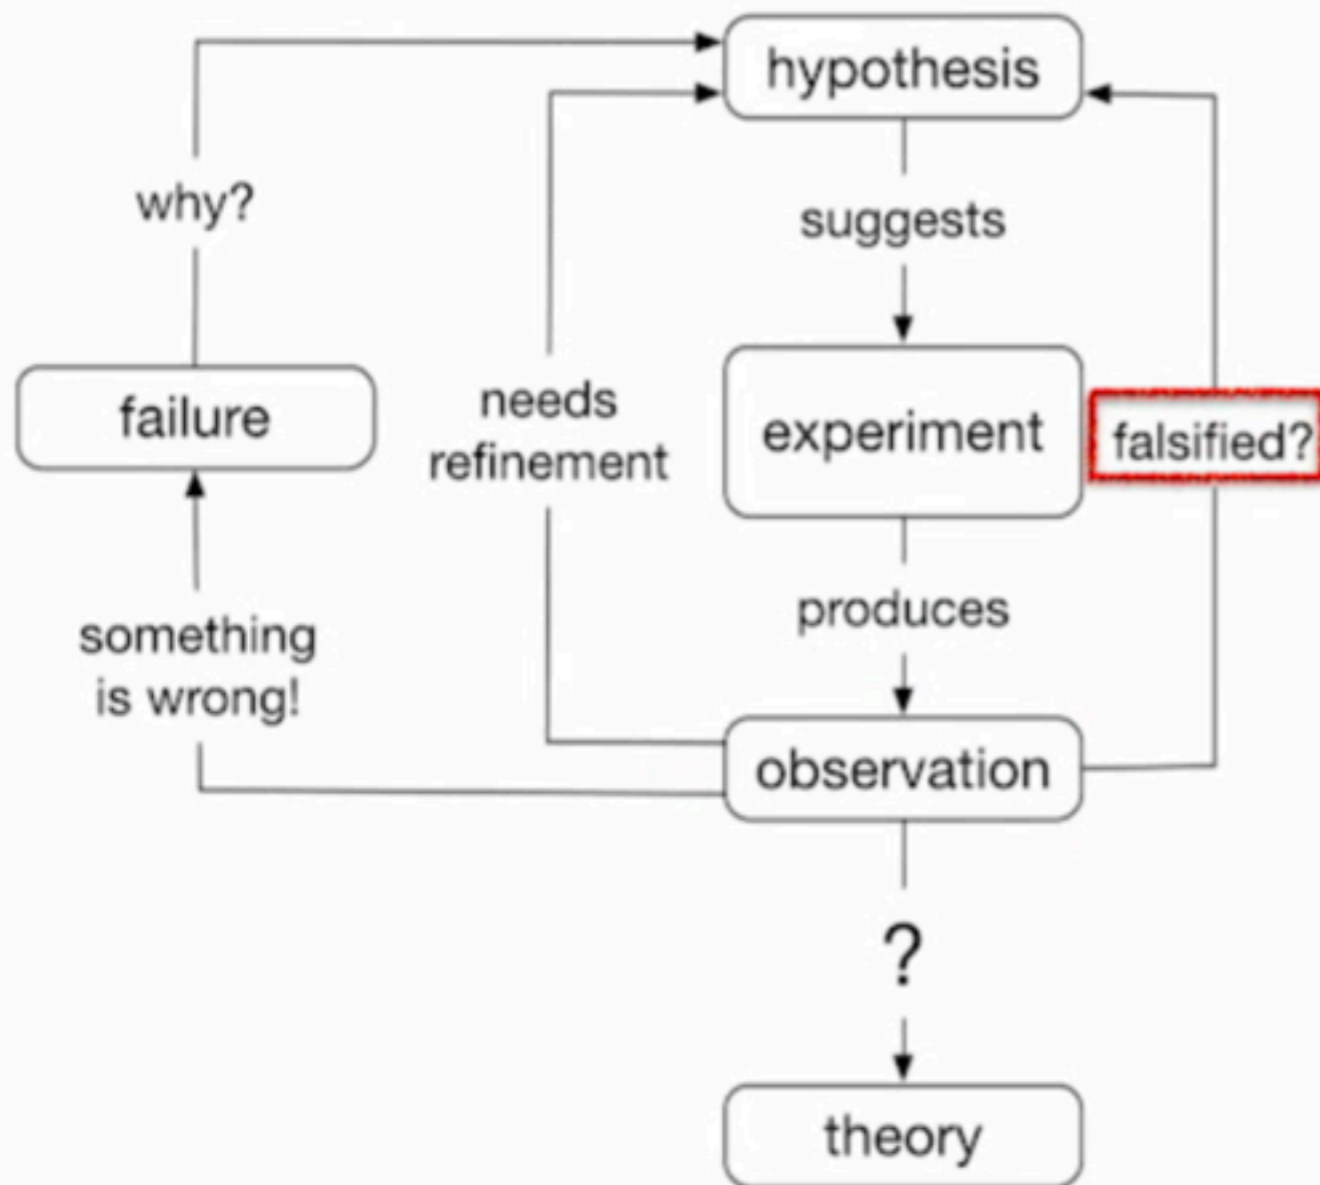 hypothesis
why?
suggests
failure
needs
refinement
experiment
falsified?
produces
something
is wrong!
observation
?
theory